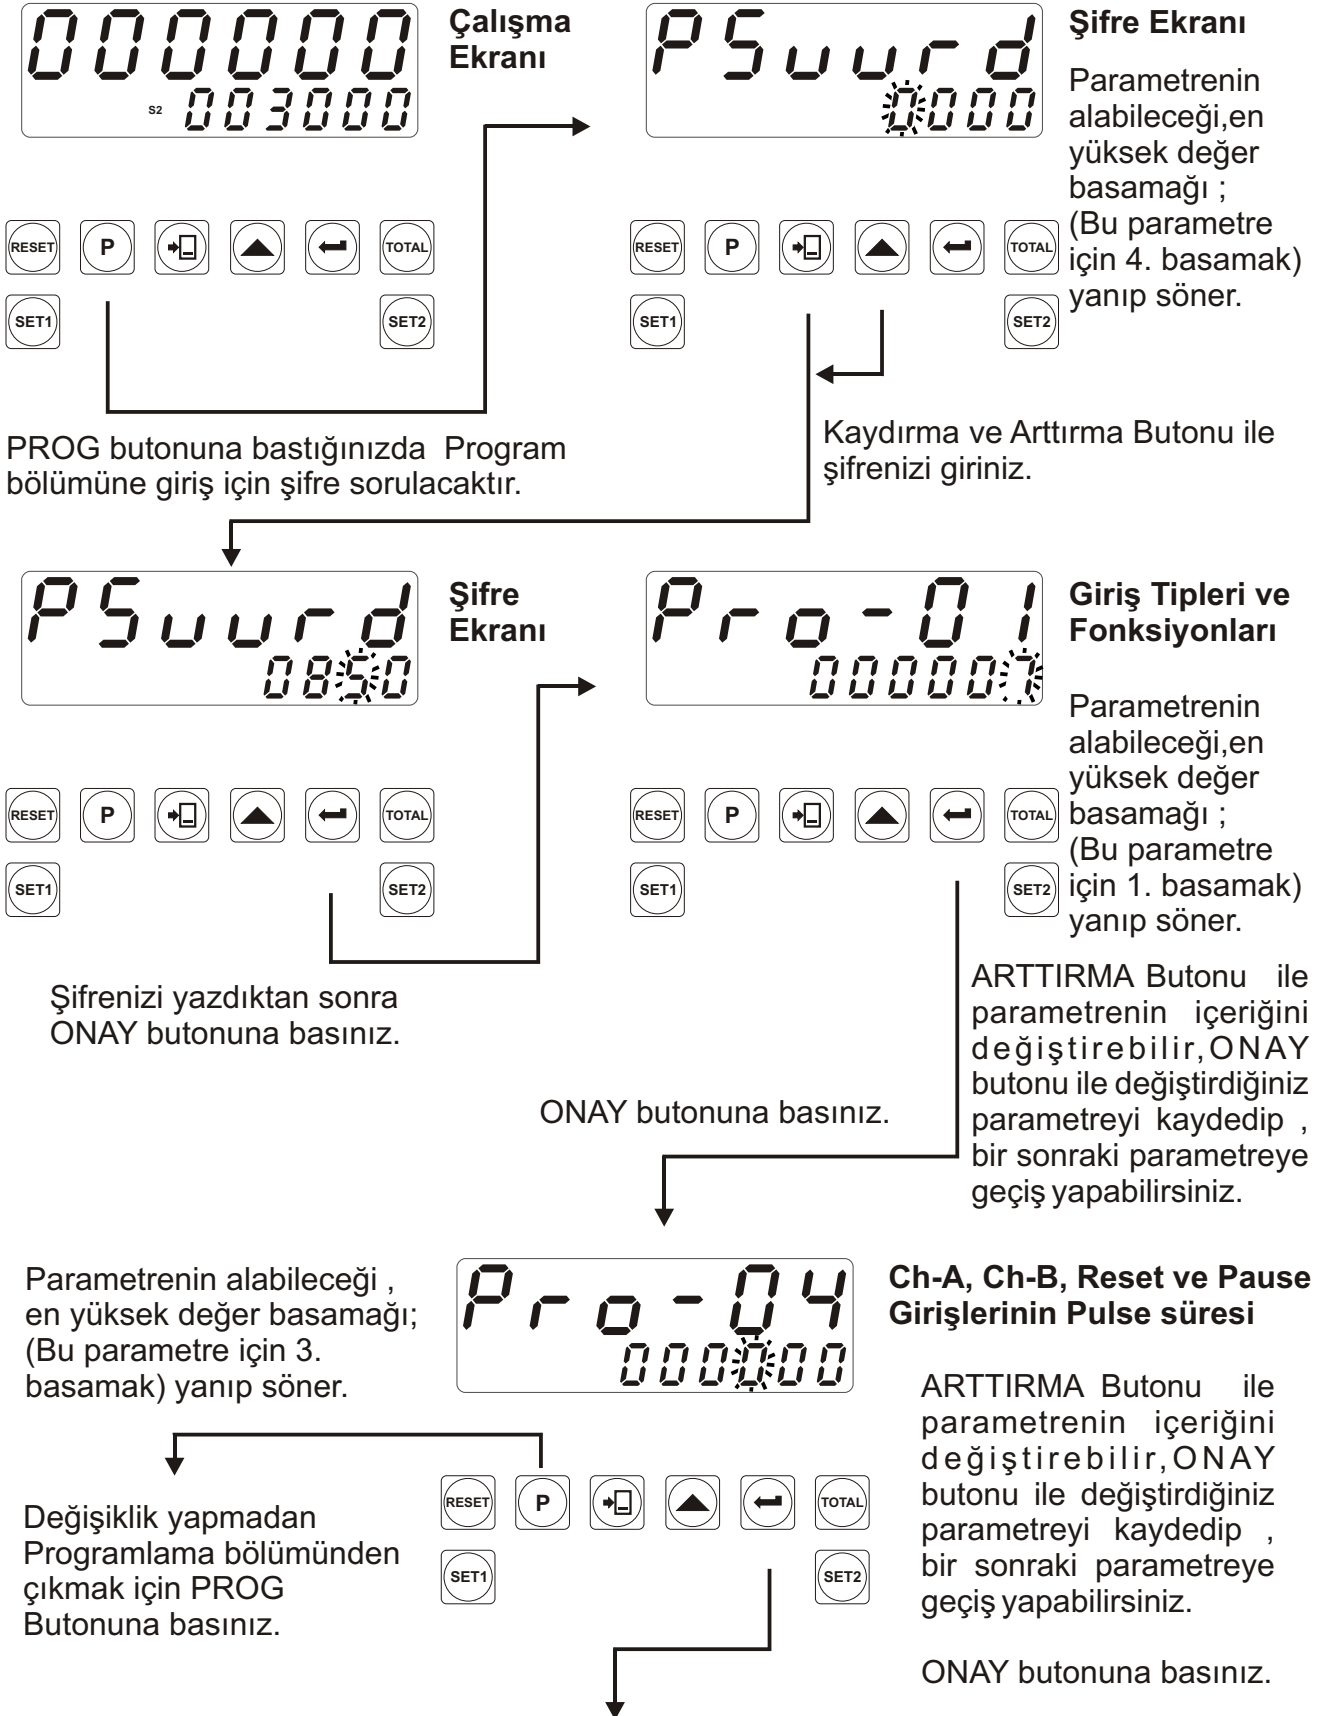 000000
S2 003000
Çalışma
Ekranı
PSuurd
0000
Şifre Ekranı
Parametrenin
alabileceği,en
yüksek değer
basamağı ;
(Bu parametre
için 4. basamak)
yanıp söner.
RESET P TOTAL
SET1 SET2
RESET P TOTAL
SET1 SET2
PROG butonuna bastığınızda Program
bölümüne giriş için şifre sorulacaktır.
Kaydırma ve Arttırma Butonu ile
şifrenizi giriniz.
PSuurd
0850
Şifre
Ekranı
Pro-01
000007
Giriş Tipleri ve
Fonksiyonları
Parametrenin
alabileceği,en
yüksek değer
basamağı ;
(Bu parametre
için 1. basamak)
yanıp söner.
RESET P TOTAL
SET1 SET2
RESET P TOTAL
SET1 SET2
Şifrenizi yazdıktan sonra
ONAY butonuna basınız.
ARTTIRMA Butonu ile
parametrenin içeriğini
değiştirebilir,ONAY
butonu ile değiştirdiğiniz
parametreyi kaydedip ,
bir sonraki parametreye
geçiş yapabilirsiniz.
ONAY butonuna basınız.
Parametrenin alabileceği ,
en yüksek değer basamağı;
(Bu parametre için 3.
basamak) yanıp söner.
Pro-04
000000
Ch-A, Ch-B, Reset ve Pause
Girişlerinin Pulse süresi
ARTTIRMA Butonu ile
parametrenin içeriğini
değiştirebilir,ONAY
butonu ile değiştirdiğiniz
parametreyi kaydedip ,
bir sonraki parametreye
geçiş yapabilirsiniz.
RESET P TOTAL
SET1 SET2
Değişiklik yapmadan
Programlama bölümünden
çıkmak için PROG
Butonuna basınız.
ONAY butonuna basınız.